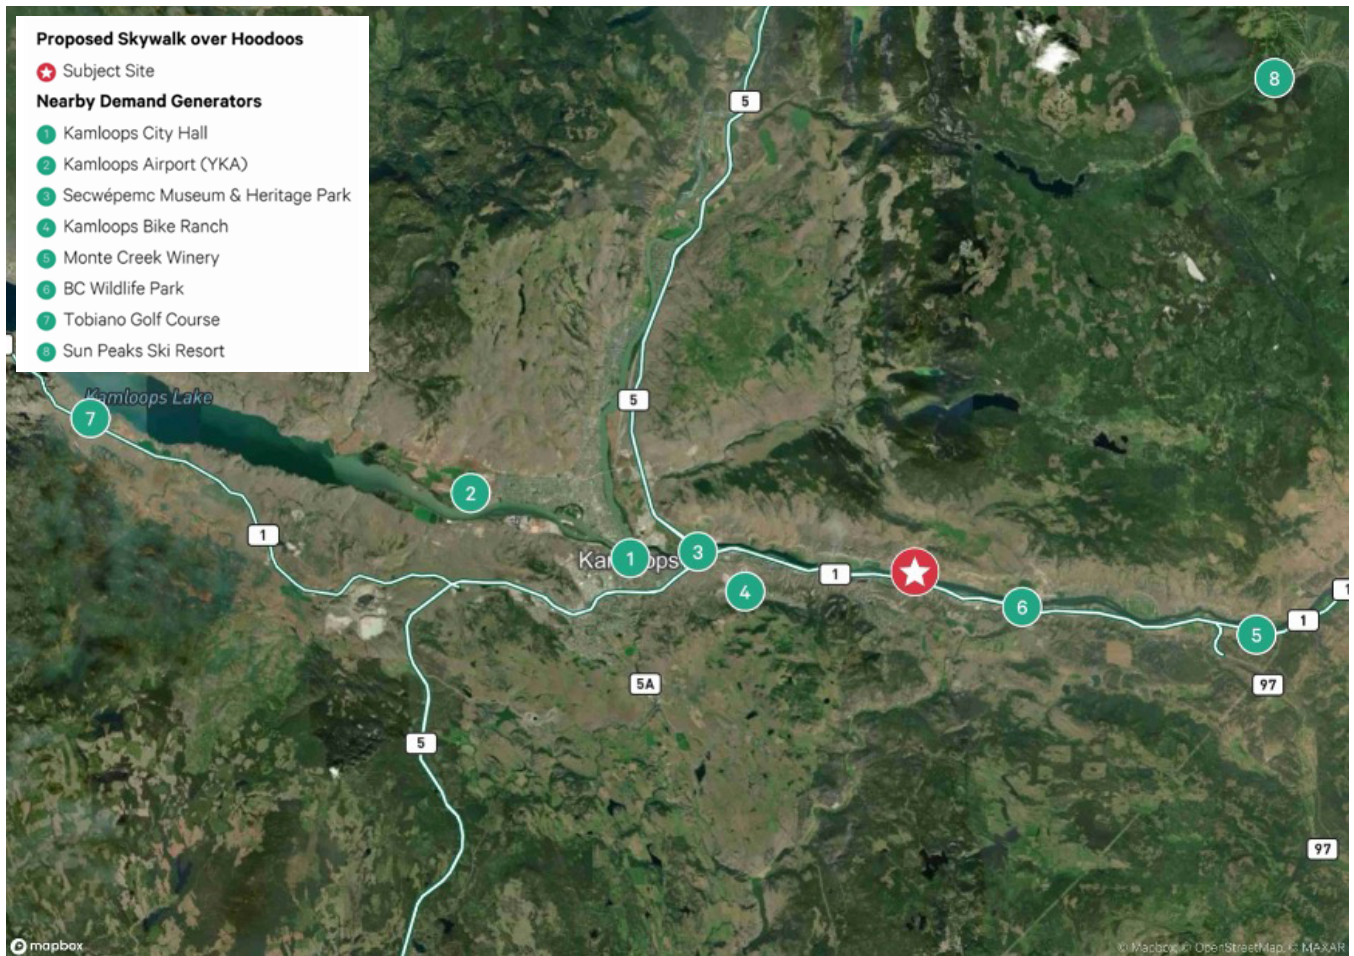 Proposed Skywalk over Hoodoos
Subject Site
Nearby Demand Generators
1 Kamloops City Hall
2 Kamloops Airport (YKA)
3 Secwépemc Museum & Heritage Park
4 Kamloops Bike Ranch
5 Monte Creek Winery
6 BC Wildlife Park
7 Tobiano Golf Course
8 Sun Peaks Ski Resort
8
5
Kamloops Lake
5
7
2
1
Kamloops
1
3
1
4
6
1
1
5
5A
97
5
97
mapbox
© Mapbox © OpenStreetMap © MAXAR